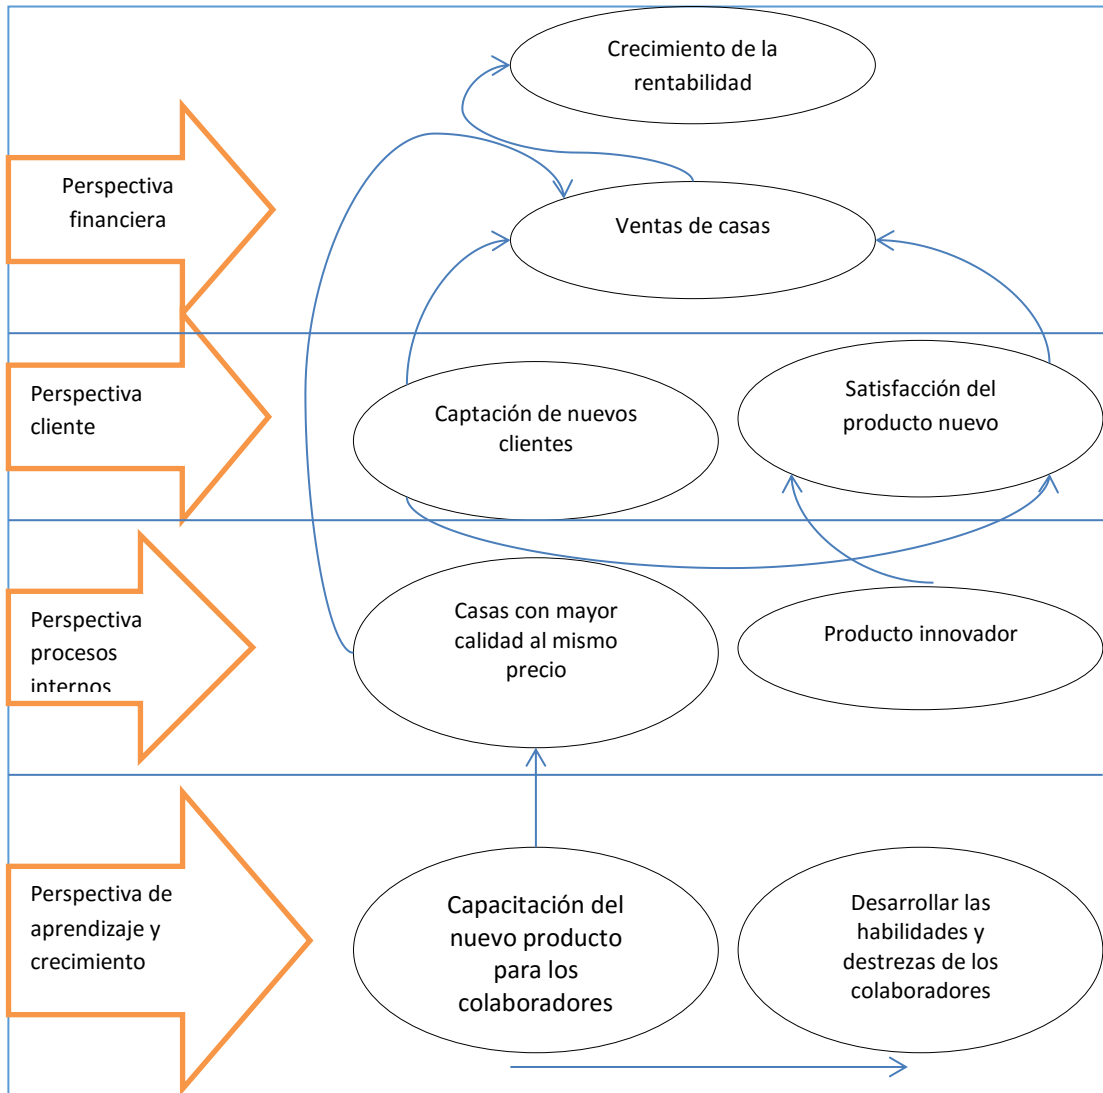 Crecimiento de la
rentabilidad
Perspectiva
financiera
Ventas de casas
Perspectiva
cliente
Captación de nuevos
clientes
Satisfacción del
producto nuevo
Perspectiva
procesos
internos
Casas con mayor
calidad al mismo
precio
Producto innovador
Perspectiva de
aprendizaje y
crecimiento
Capacitación del
nuevo producto
para los
colaboradores
Desarrollar las
habilidades y
destrezas de los
colaboradores